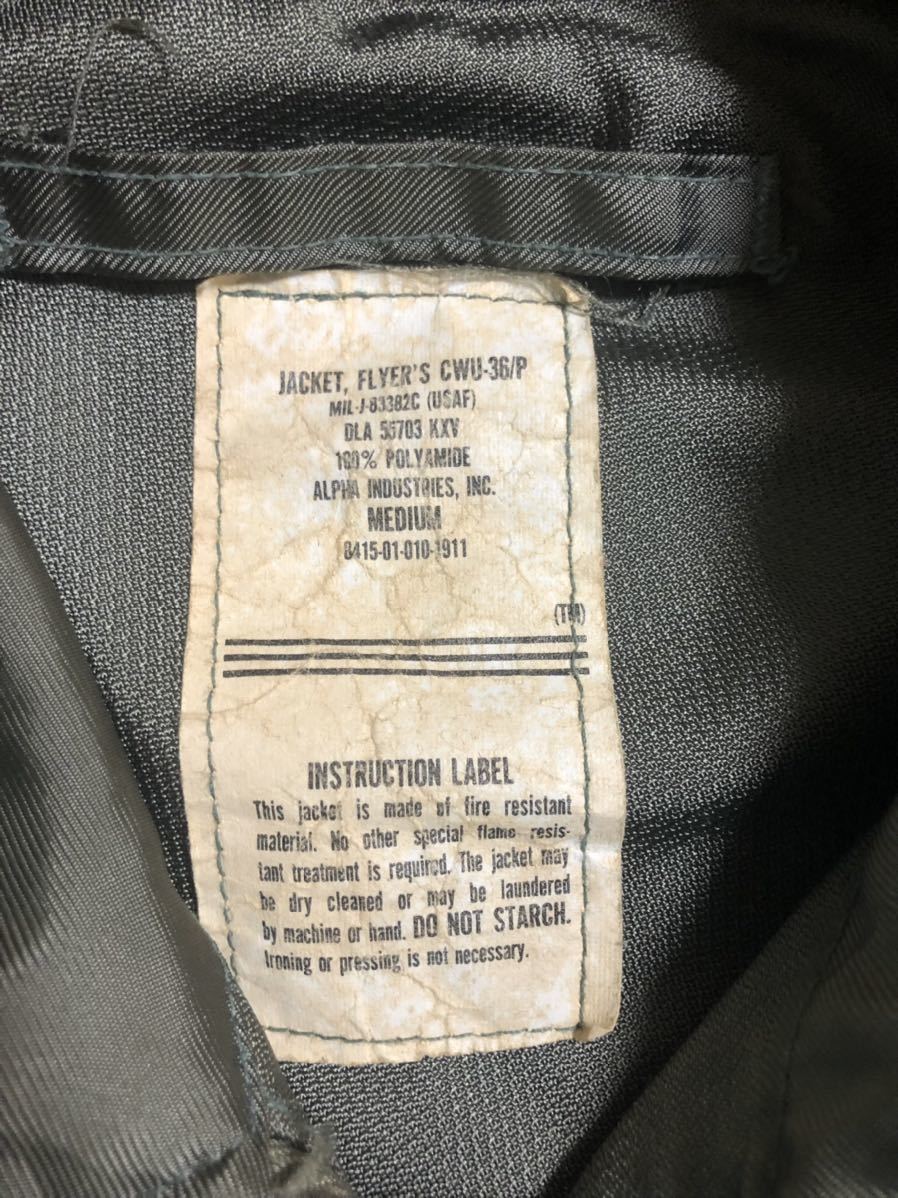 JACKET, FLYER'S CWU-36/P
MIL-J-83382C (USAF)
DLA 55703 KXV
100% POLYAMIDE
ALPHA INDUSTRIES, INC.
MEDIUM
8415-01-010-1911
(TM)
INSTRUCTION LABEL
This jacket is made of fire resistant
material. No other special flame resis-
tant treatment is required. The jacket may
be dry cleaned or may be laundered
by machine or hand. DO NOT STARCH.
Ironing or pressing is not necessary.